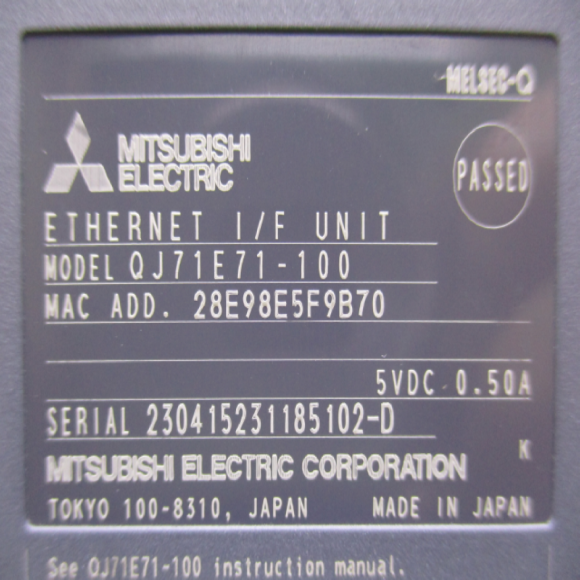 MELSEC-Q
MITSUBISHI
ELECTRIC
PASSED
ETHERNET I/F UNIT
MODEL QJ71E71-100
MAC ADD. 28E98E5F9B70
5VDC 0.50A
SERIAL 230415231185102-D
K
MITSUBISHI ELECTRIC CORPORATION
TOKYO 100-8310, JAPAN MADE IN JAPAN
See QJ71E71-100 instruction manual.